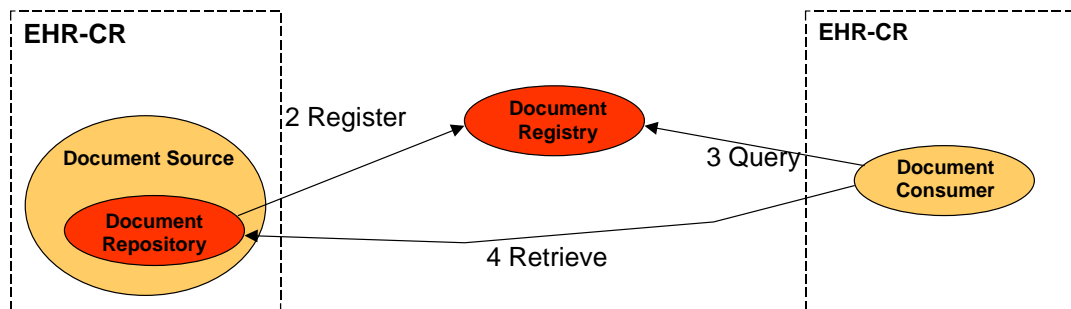 EHR-CR
EHR-CR
2 Register
Document
Registry
3 Query
Document Source
Document
Consumer
Document
Repository
4 Retrieve